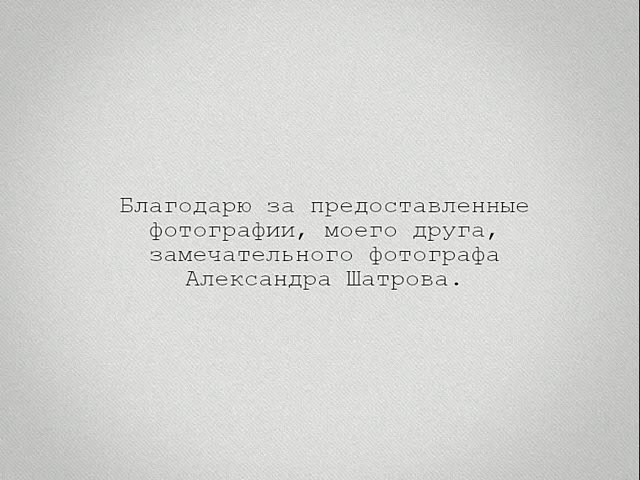 Благодарю за предоставленные
фотографии, моего друга,
замечательного фотографа
Александра Шатрова.